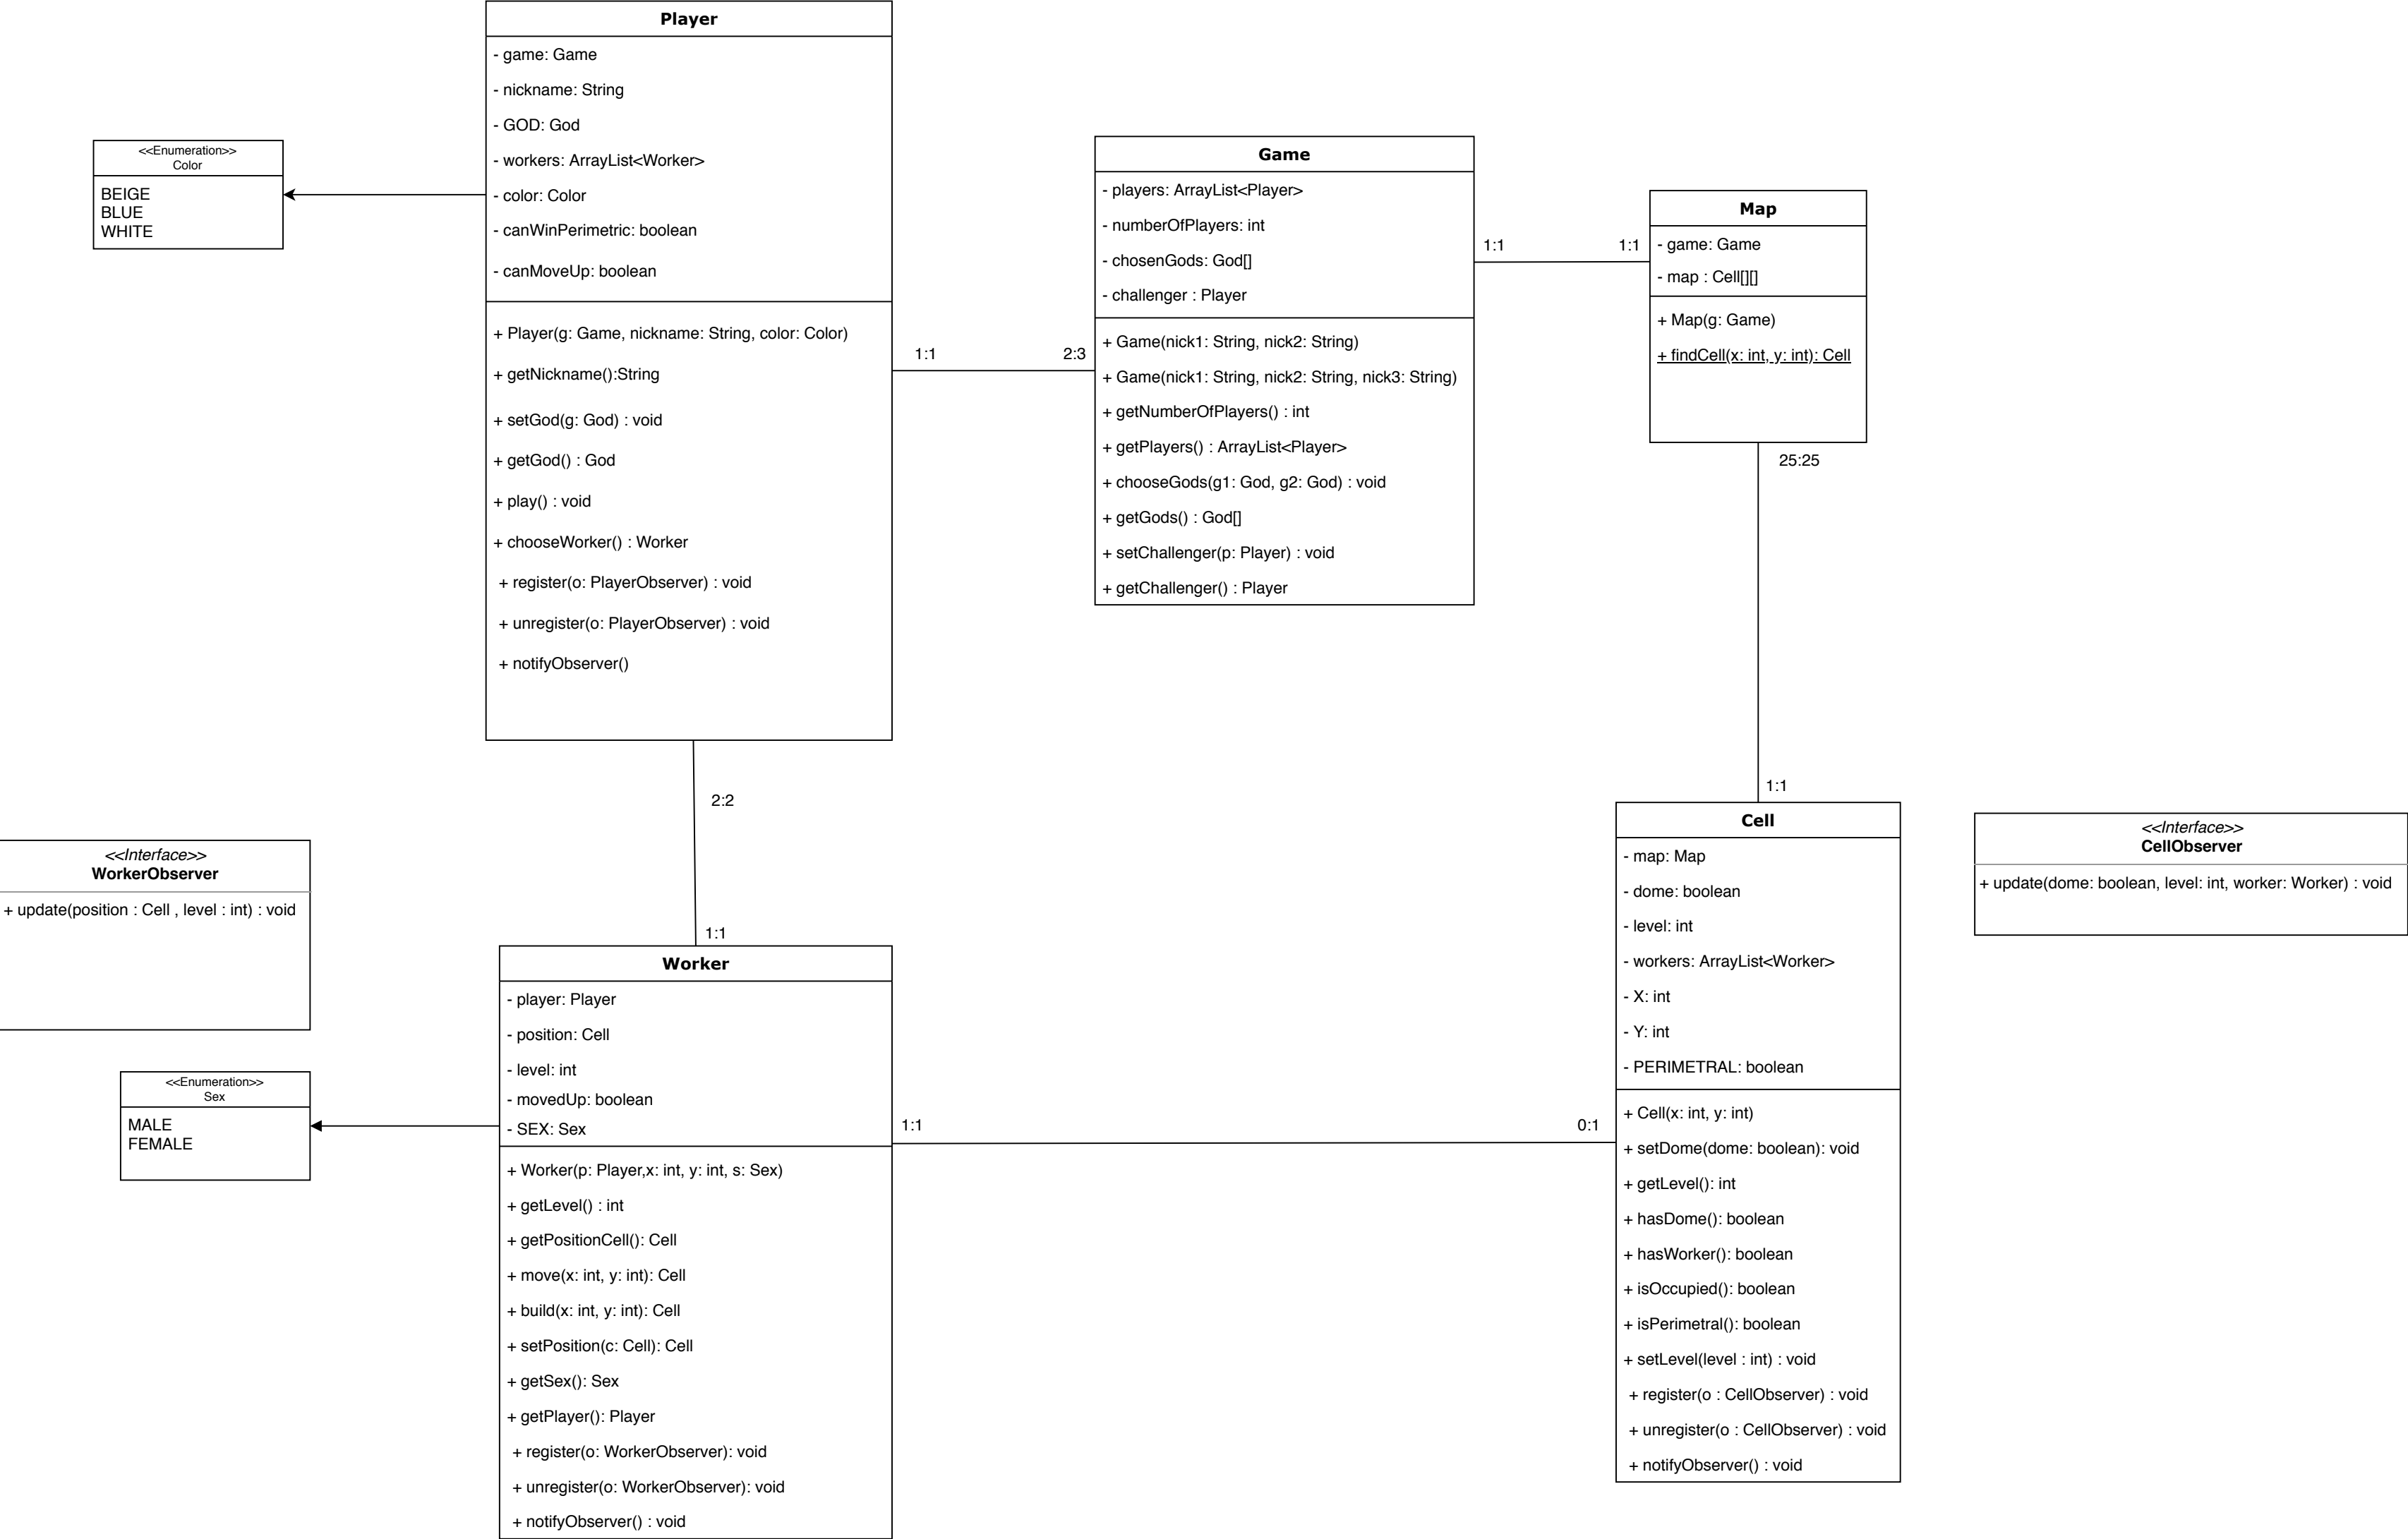 Player
- game: Game
- nickname: String
- GOD: God
- workers: ArrayList<Worker>
- color: Color
- canWinPerimetric: boolean
- canMoveUp: boolean
+ Player(g: Game, nickname: String, color: Color)
+ getNickname():String
+ setGod(g: God) : void
+ getGod() : God
+ play() : void
+ chooseWorker() : Worker
+ register(o: PlayerObserver) : void
+ unregister(o: PlayerObserver) : void
+ notifyObserver()
<<Enumeration>>
Color
BEIGE
BLUE
WHITE
1:1
2:3
Game
- players: ArrayList<Player>
- numberOfPlayers: int
- chosenGods: God[]
- challenger : Player
+ Game(nick1: String, nick2: String)
+ Game(nick1: String, nick2: String, nick3: String)
+ getNumberOfPlayers() : int
+ getPlayers() : ArrayList<Player>
+ chooseGods(g1: God, g2: God) : void
+ getGods() : God[]
+ setChallenger(p: Player) : void
+ getChallenger() : Player
1:1
1:1
Map
- game: Game
- map : Cell[][]
+ Map(g: Game)
+ findCell(x: int, y: int): Cell
25:25
1:1
2:2
1:1
<<Interface>>
WorkerObserver
+ update(position : Cell , level : int) : void
<<Enumeration>>
Sex
MALE
FEMALE
Worker
- player: Player
- position: Cell
- level: int
- movedUp: boolean
- SEX: Sex
+ Worker(p: Player,x: int, y: int, s: Sex)
+ getLevel() : int
+ getPositionCell(): Cell
+ move(x: int, y: int): Cell
+ build(x: int, y: int): Cell
+ setPosition(c: Cell): Cell
+ getSex(): Sex
+ getPlayer(): Player
+ register(o: WorkerObserver): void
+ unregister(o: WorkerObserver): void
+ notifyObserver() : void
1:1
0:1
Cell
- map: Map
- dome: boolean
- level: int
- workers: ArrayList<Worker>
- X: int
- Y: int
- PERIMETRAL: boolean
+ Cell(x: int, y: int)
+ setDome(dome: boolean): void
+ getLevel(): int
+ hasDome(): boolean
+ hasWorker(): boolean
+ isOccupied(): boolean
+ isPerimetral(): boolean
+ setLevel(level : int) : void
+ register(o : CellObserver) : void
+ unregister(o : CellObserver) : void
+ notifyObserver() : void
<<Interface>>
CellObserver
+ update(dome: boolean, level: int, worker: Worker) : void